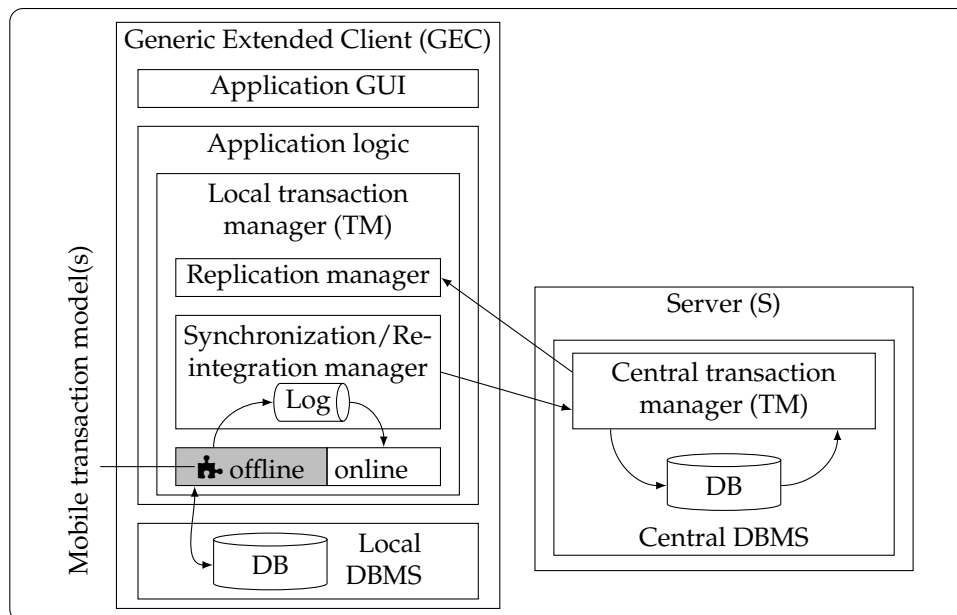 Generic Extended Client (GEC)
Application GUI
Application logic
Local transaction
manager (TM)
Replication manager
Synchronization/Re-
integration manager
Log
offline
online
Mobile transaction model(s)
DB
Local
DBMS
Server (S)
Central transaction
manager (TM)
DB
Central DBMS